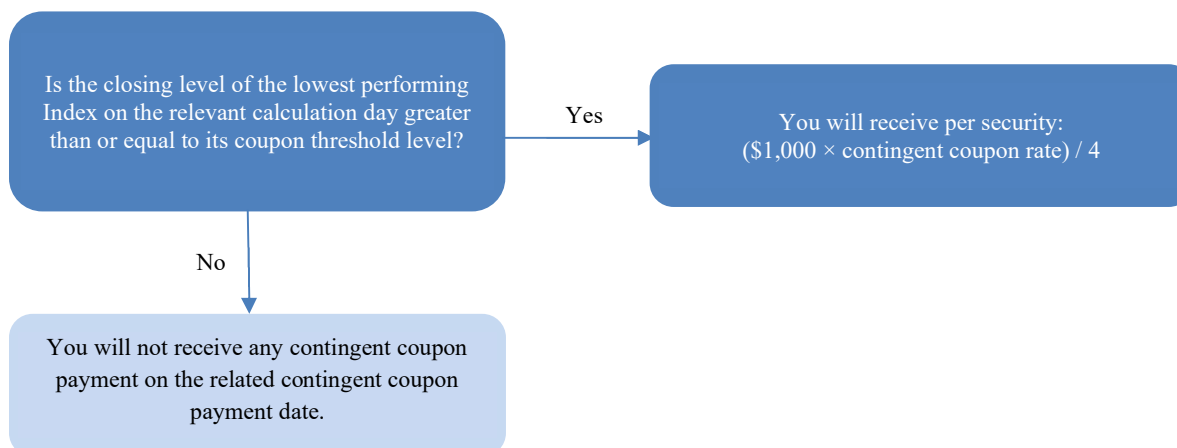 Is the closing level of the lowest performing
Index on the relevant calculation day greater
than or equal to its coupon threshold level?
Yes
You will receive per security:
($1,000 × contingent coupon rate) / 4
No
You will not receive any contingent coupon
payment on the related contingent coupon
payment date.